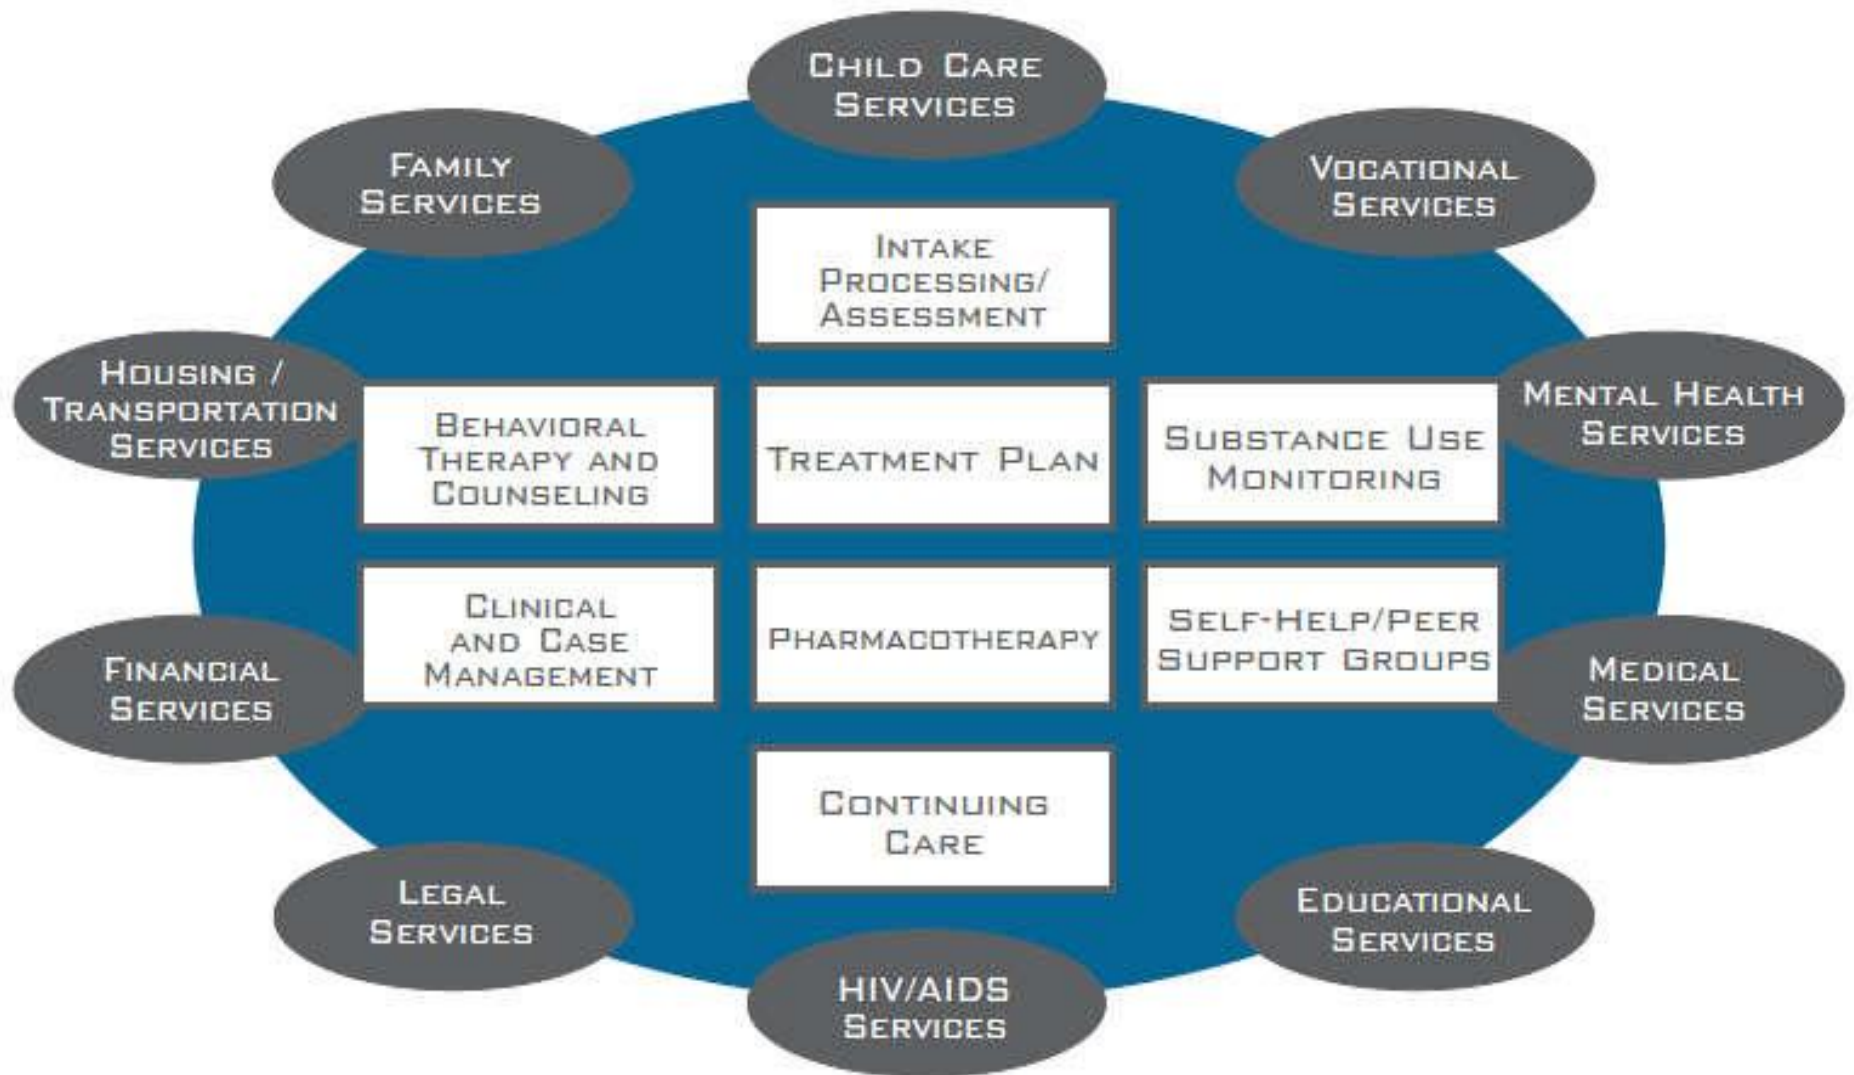 Child Care
Services
Family
Services
Vocational
Services
Intake
Processing/
Assessment
Housing /
Transportation
Services
Behavioral
Therapy and
Counseling
Treatment Plan
Substance Use
Monitoring
Mental Health
Services
Financial
Services
Clinical
and Case
Management
Pharmacotherapy
Self-Help/Peer
Support Groups
Medical
Services
Continuing
Care
Legal
Services
Educational
Services
HIV/AIDS
Services